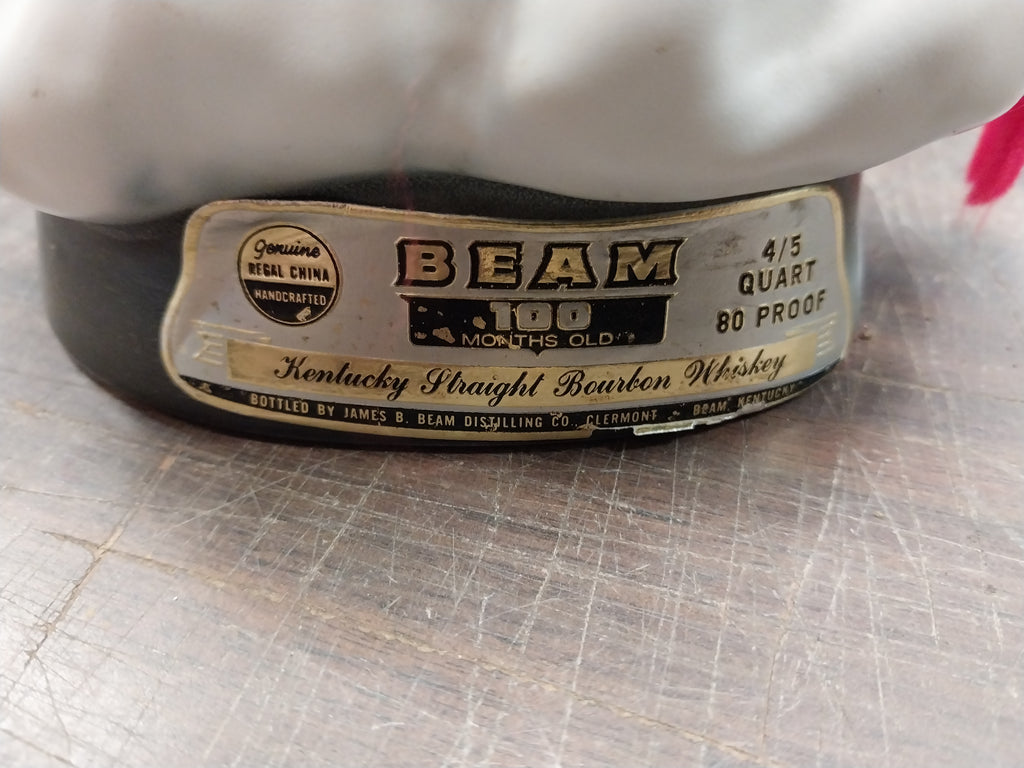 Genuine
REGAL CHINA
HANDCRAFTED
BEAM
100
MONTHS OLD
4/5
QUART
80 PROOF
Kentucky Straight Bourbon Whiskey
BOTTLED BY JAMES B. BEAM DISTILLING CO., CLERMONT - BEAM, KENTUCKY